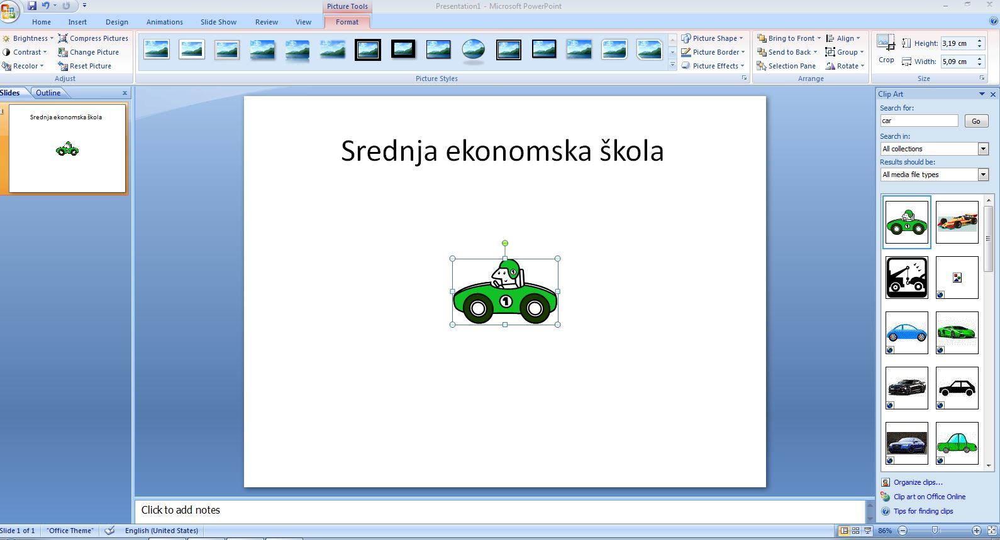 Picture Tools
Presentation1 - Microsoft PowerPoint
Home Insert Design Animations Slide Show Review View Format
Brightness
Contrast
Recolor
Compress Pictures
Change Picture
Reset Picture
Adjust
Picture Styles
Picture Shape
Picture Border
Picture Effects
Bring to Front
Send to Back
Selection Pane
Align
Group
Rotate
Arrange
Crop
Height: 3,19 cm
Width: 5,09 cm
Size
Slides Outline x
1
Srednja ekonomska škola
Srednja ekonomska škola
1
1
Click to add notes
Clip Art
Search for:
car Go
Search in:
All collections
Results should be:
All media file types
1
Organize clips...
Clip art on Office Online
Tips for finding clips
Slide 1 of 1 "Office Theme" English (United States) 86%